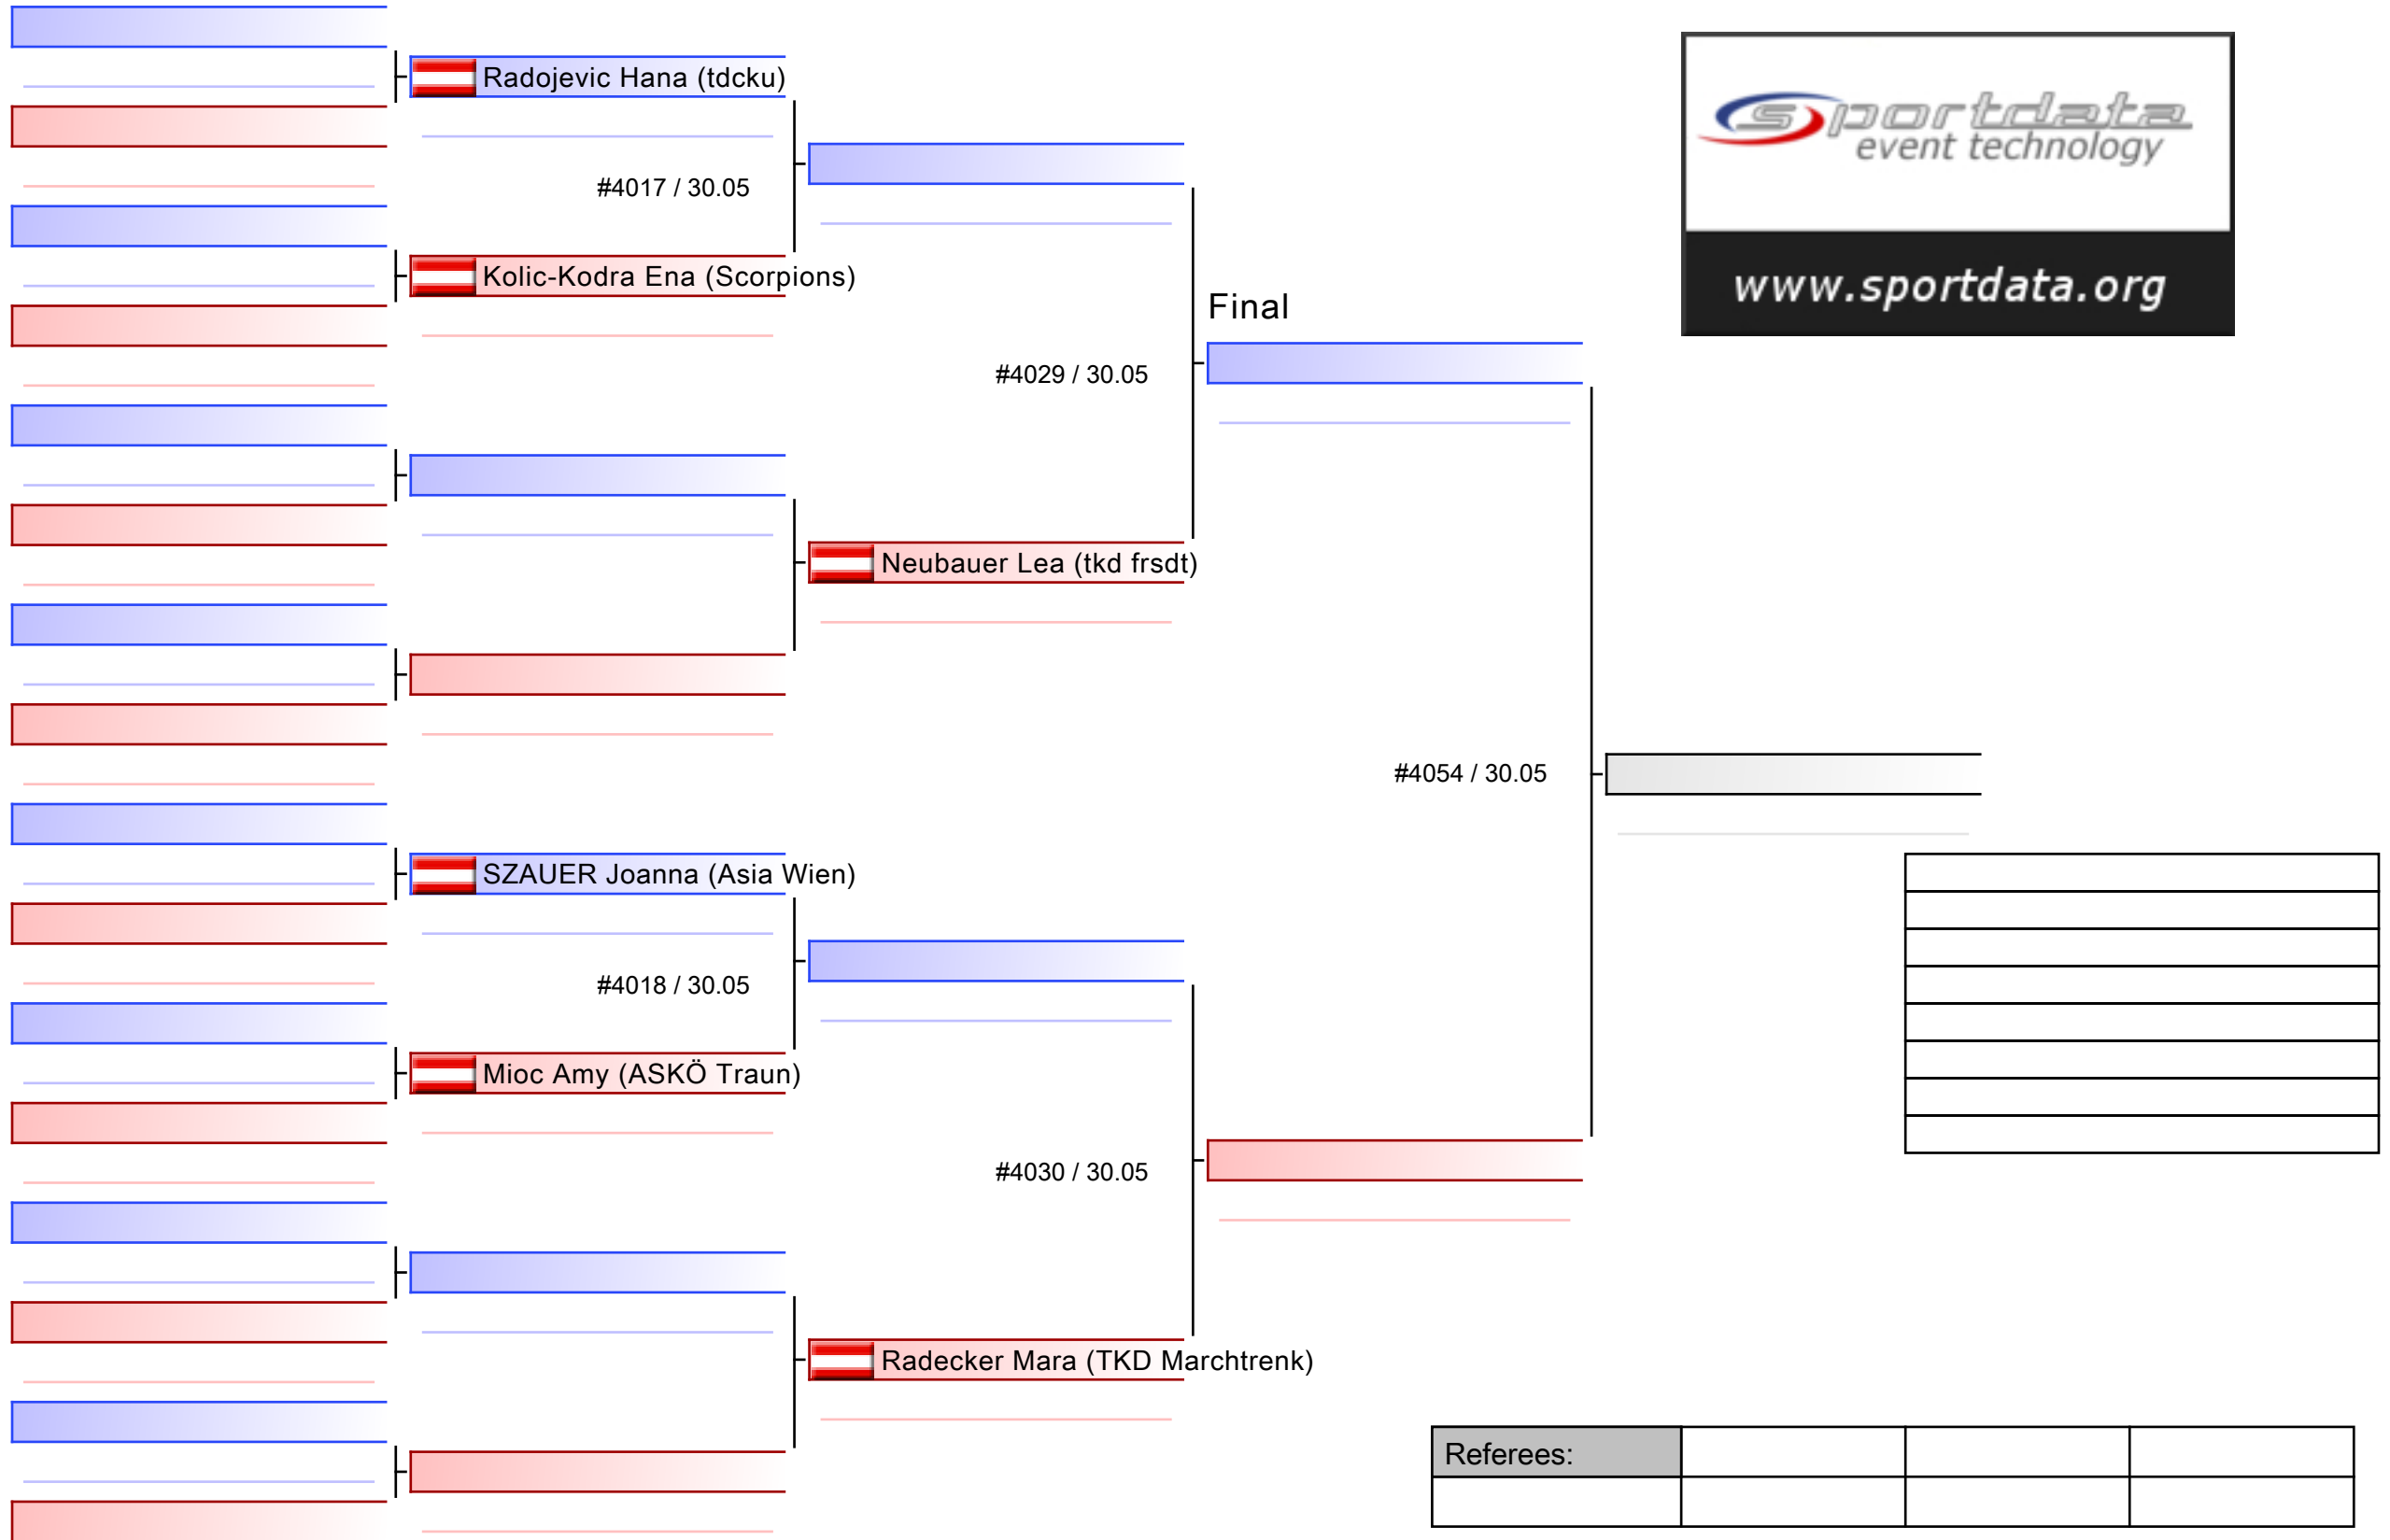 Radojevic Hana (tdcku)
#4017 / 30.05
Kolic-Kodra Ena (Scorpions)
#4029 / 30.05
Neubauer Lea (tkd frsdt)
Final
#4054 / 30.05
SZAUER Joanna (Asia Wien)
#4018 / 30.05
Mioc Amy (ASKÖ Traun)
#4030 / 30.05
Radecker Mara (TKD Marchtrenk)
sportdata
event technology
www.sportdata.org
Referees: